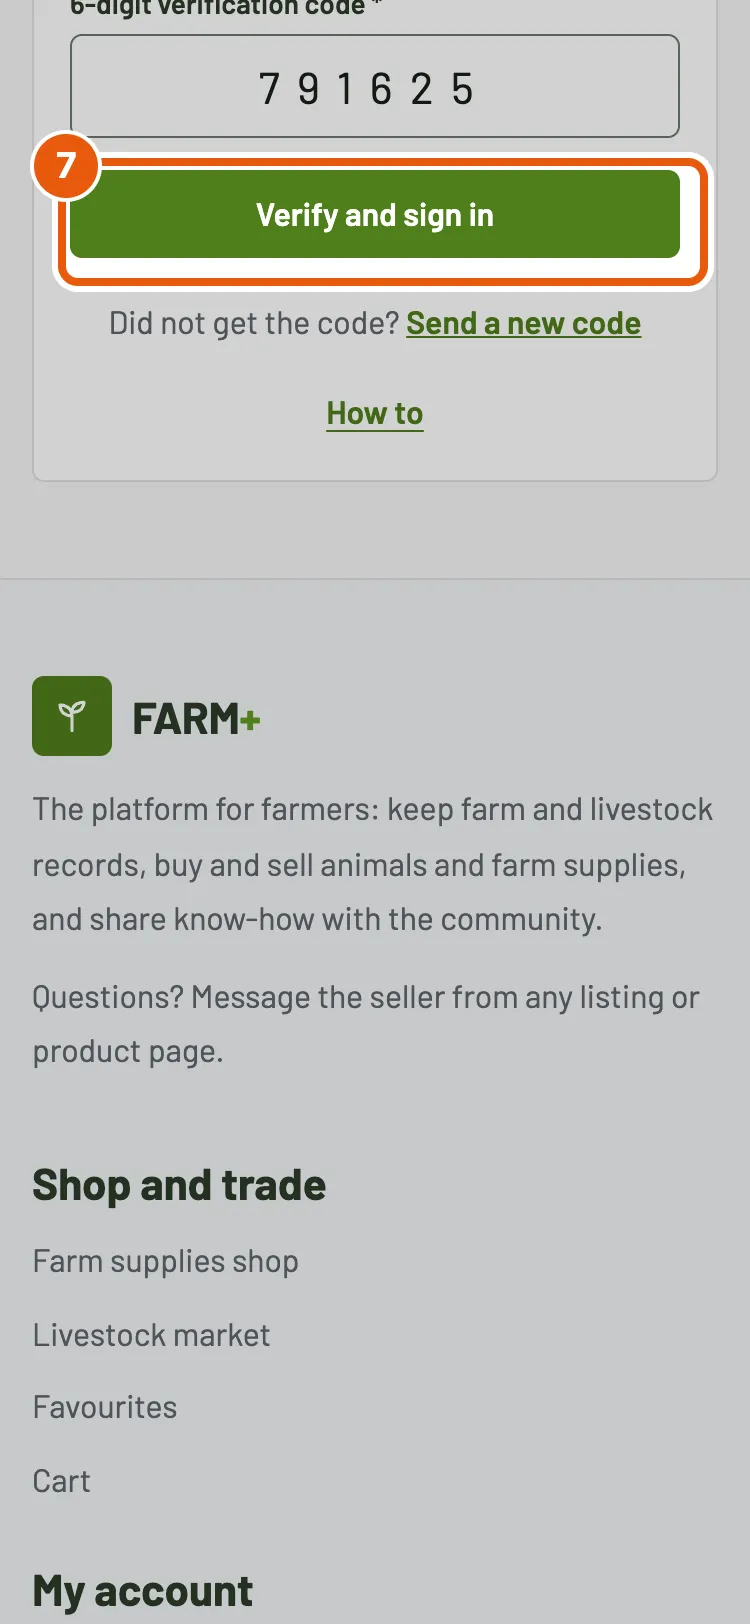 6-digit verification code *
7 9 1 6 2 5
7
Verify and sign in
Did not get the code? Send a new code
How to
FARM+
The platform for farmers: keep farm and livestock
records, buy and sell animals and farm supplies,
and share know-how with the community.
Questions? Message the seller from any listing or
product page.
Shop and trade
Farm supplies shop
Livestock market
Favourites
Cart
My account